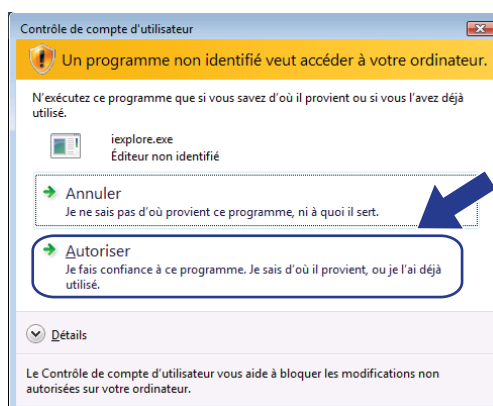 Contrôle de compte d'utilisateur
Un programme non identifié veut accéder à votre ordinateur.
N'exécutez ce programme que si vous savez d'où il provient ou si vous l'avez déjà
utilisé.
iexplore.exe
Éditeur non identifié
Annuler
Je ne sais pas d'où provient ce programme, ni à quoi il sert.
Autoriser
Je fais confiance à ce programme. Je sais d'où il provient, ou je l'ai déjà
utilisé.
Détails
Le Contrôle de compte d'utilisateur vous aide à bloquer les modifications non
autorisées sur votre ordinateur.